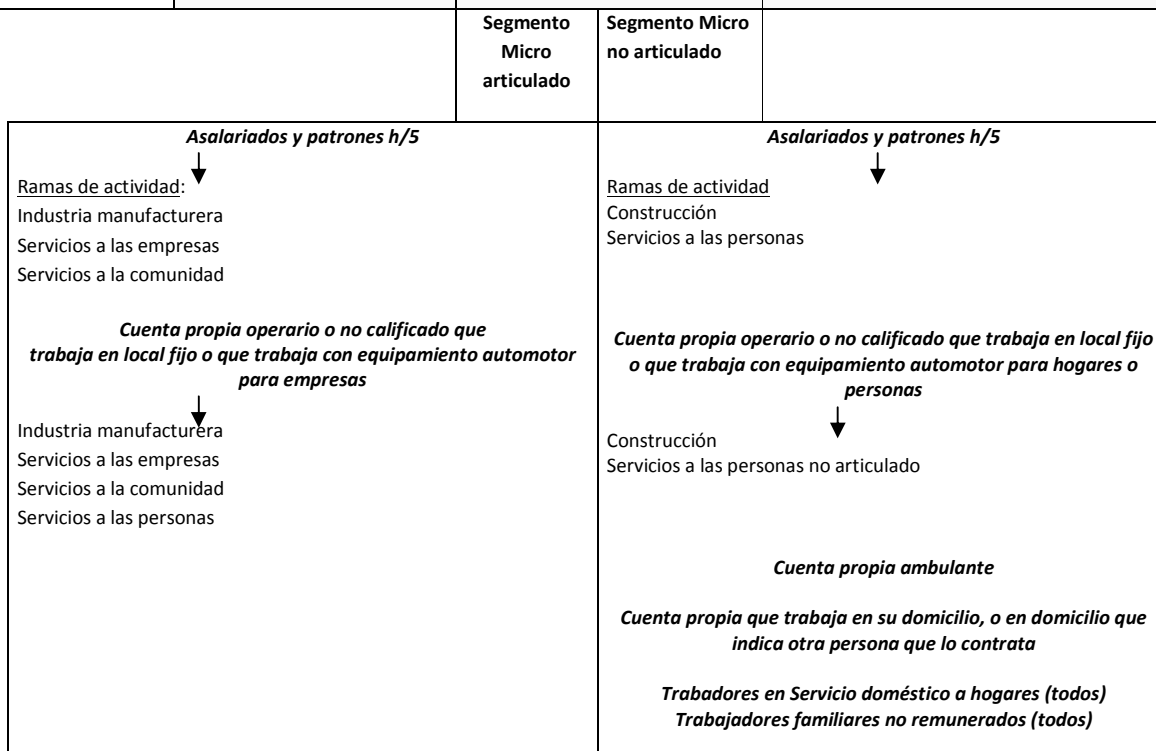 Segmento
Micro
articulado
Segmento Micro
no articulado
Asalariados y patrones h/5
Ramas de actividad:
Industria manufacturera
Servicios a las empresas
Servicios a la comunidad
Cuenta propia operario o no calificado que
trabaja en local fijo o que trabaja con equipamiento automotor
para empresas
Industria manufacturera
Servicios a las empresas
Servicios a la comunidad
Servicios a las personas
Asalariados y patrones h/5
Ramas de actividad
Construcción
Servicios a las personas
Cuenta propia operario o no calificado que trabaja en local fijo
o que trabaja con equipamiento automotor para hogares o
personas
Construcción
Servicios a las personas no articulado
Cuenta propia ambulante
Cuenta propia que trabaja en su domicilio, o en domicilio que
indica otra persona que lo contrata
Trabadores en Servicio doméstico a hogares (todos)
Trabajadores familiares no remunerados (todos)